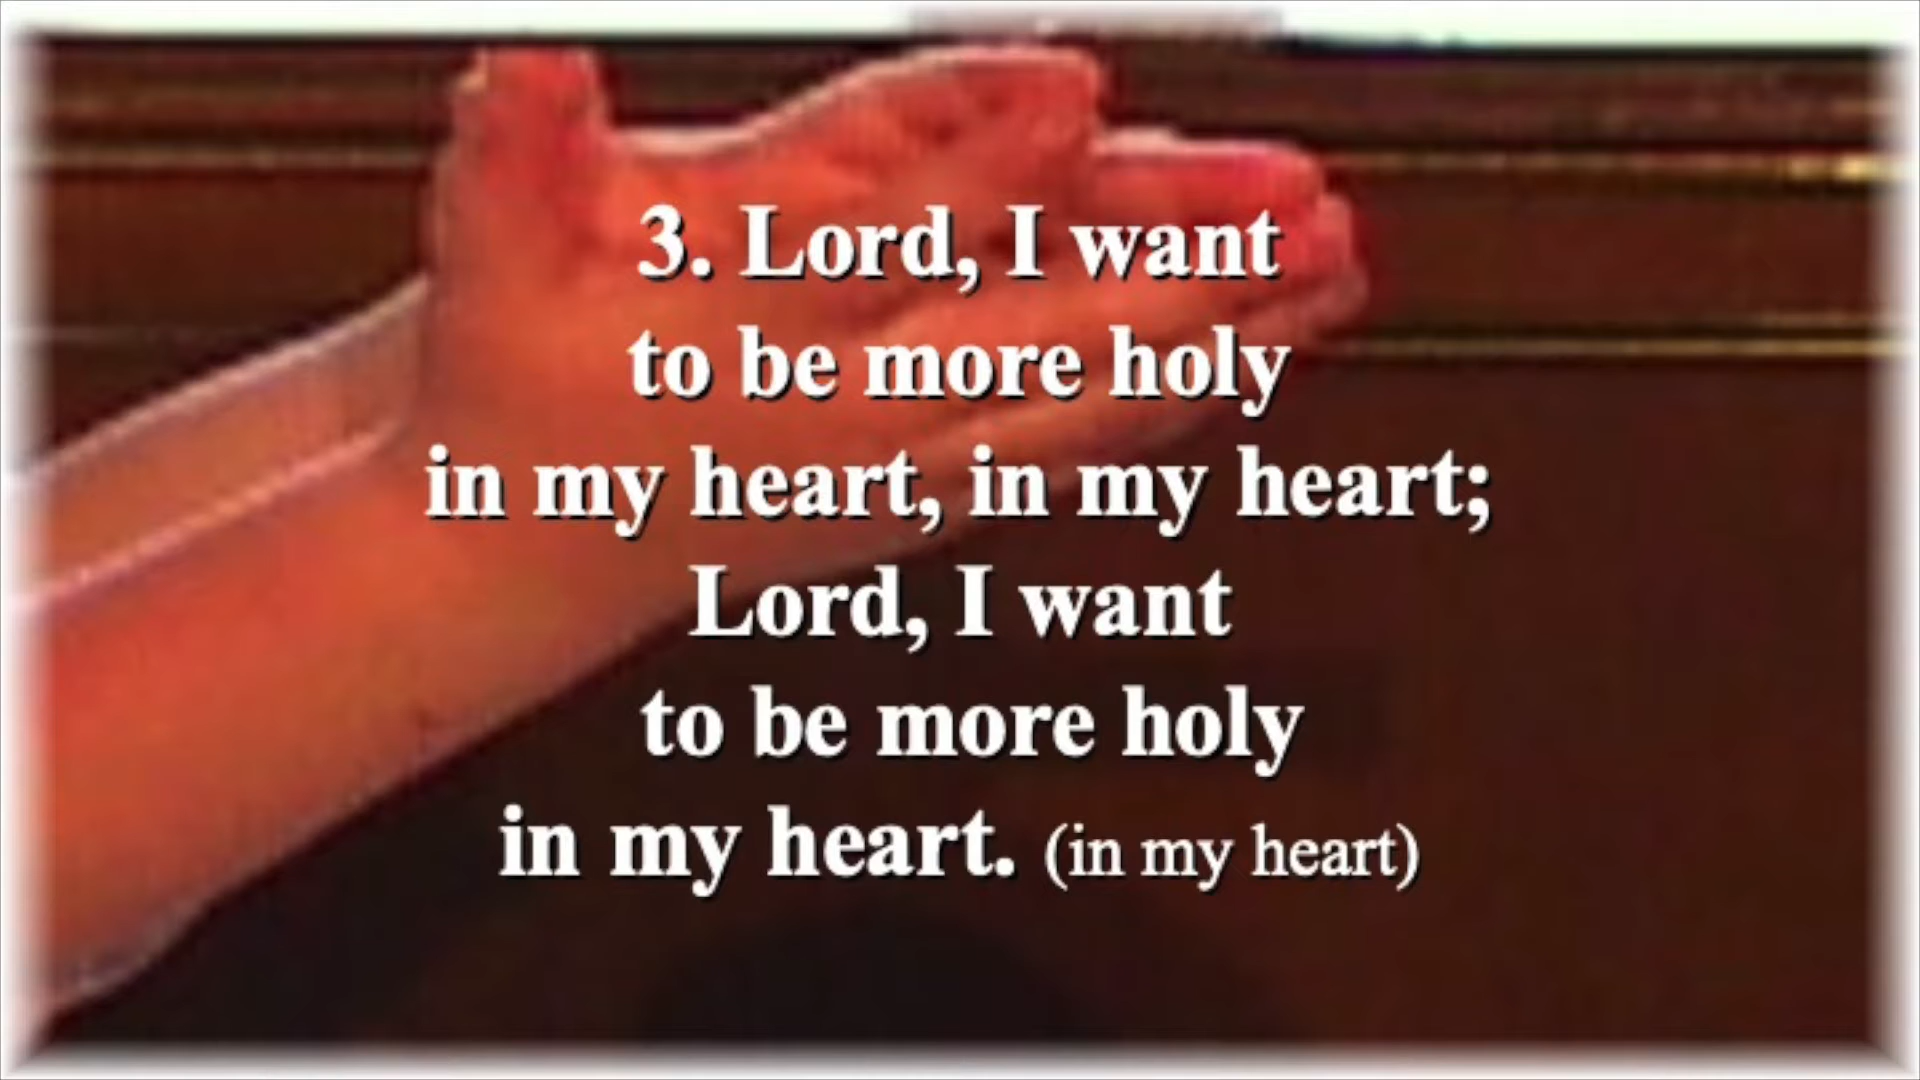 3. Lord, I want
to be more holy
in my heart, in my heart;
Lord, I want
to be more holy
in my heart. (in my heart)